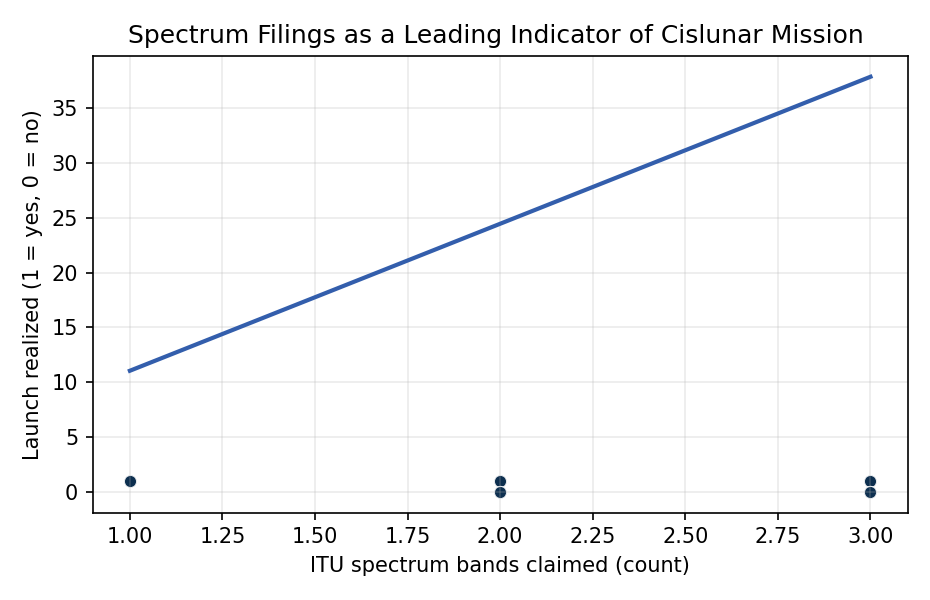 Spectrum Filings as a Leading Indicator of Cislunar Mission
Launch realized (1 = yes, 0 = no)
35
30
25
20
15
10
5
0
1.00 1.25 1.50 1.75 2.00 2.25 2.50 2.75 3.00
ITU spectrum bands claimed (count)